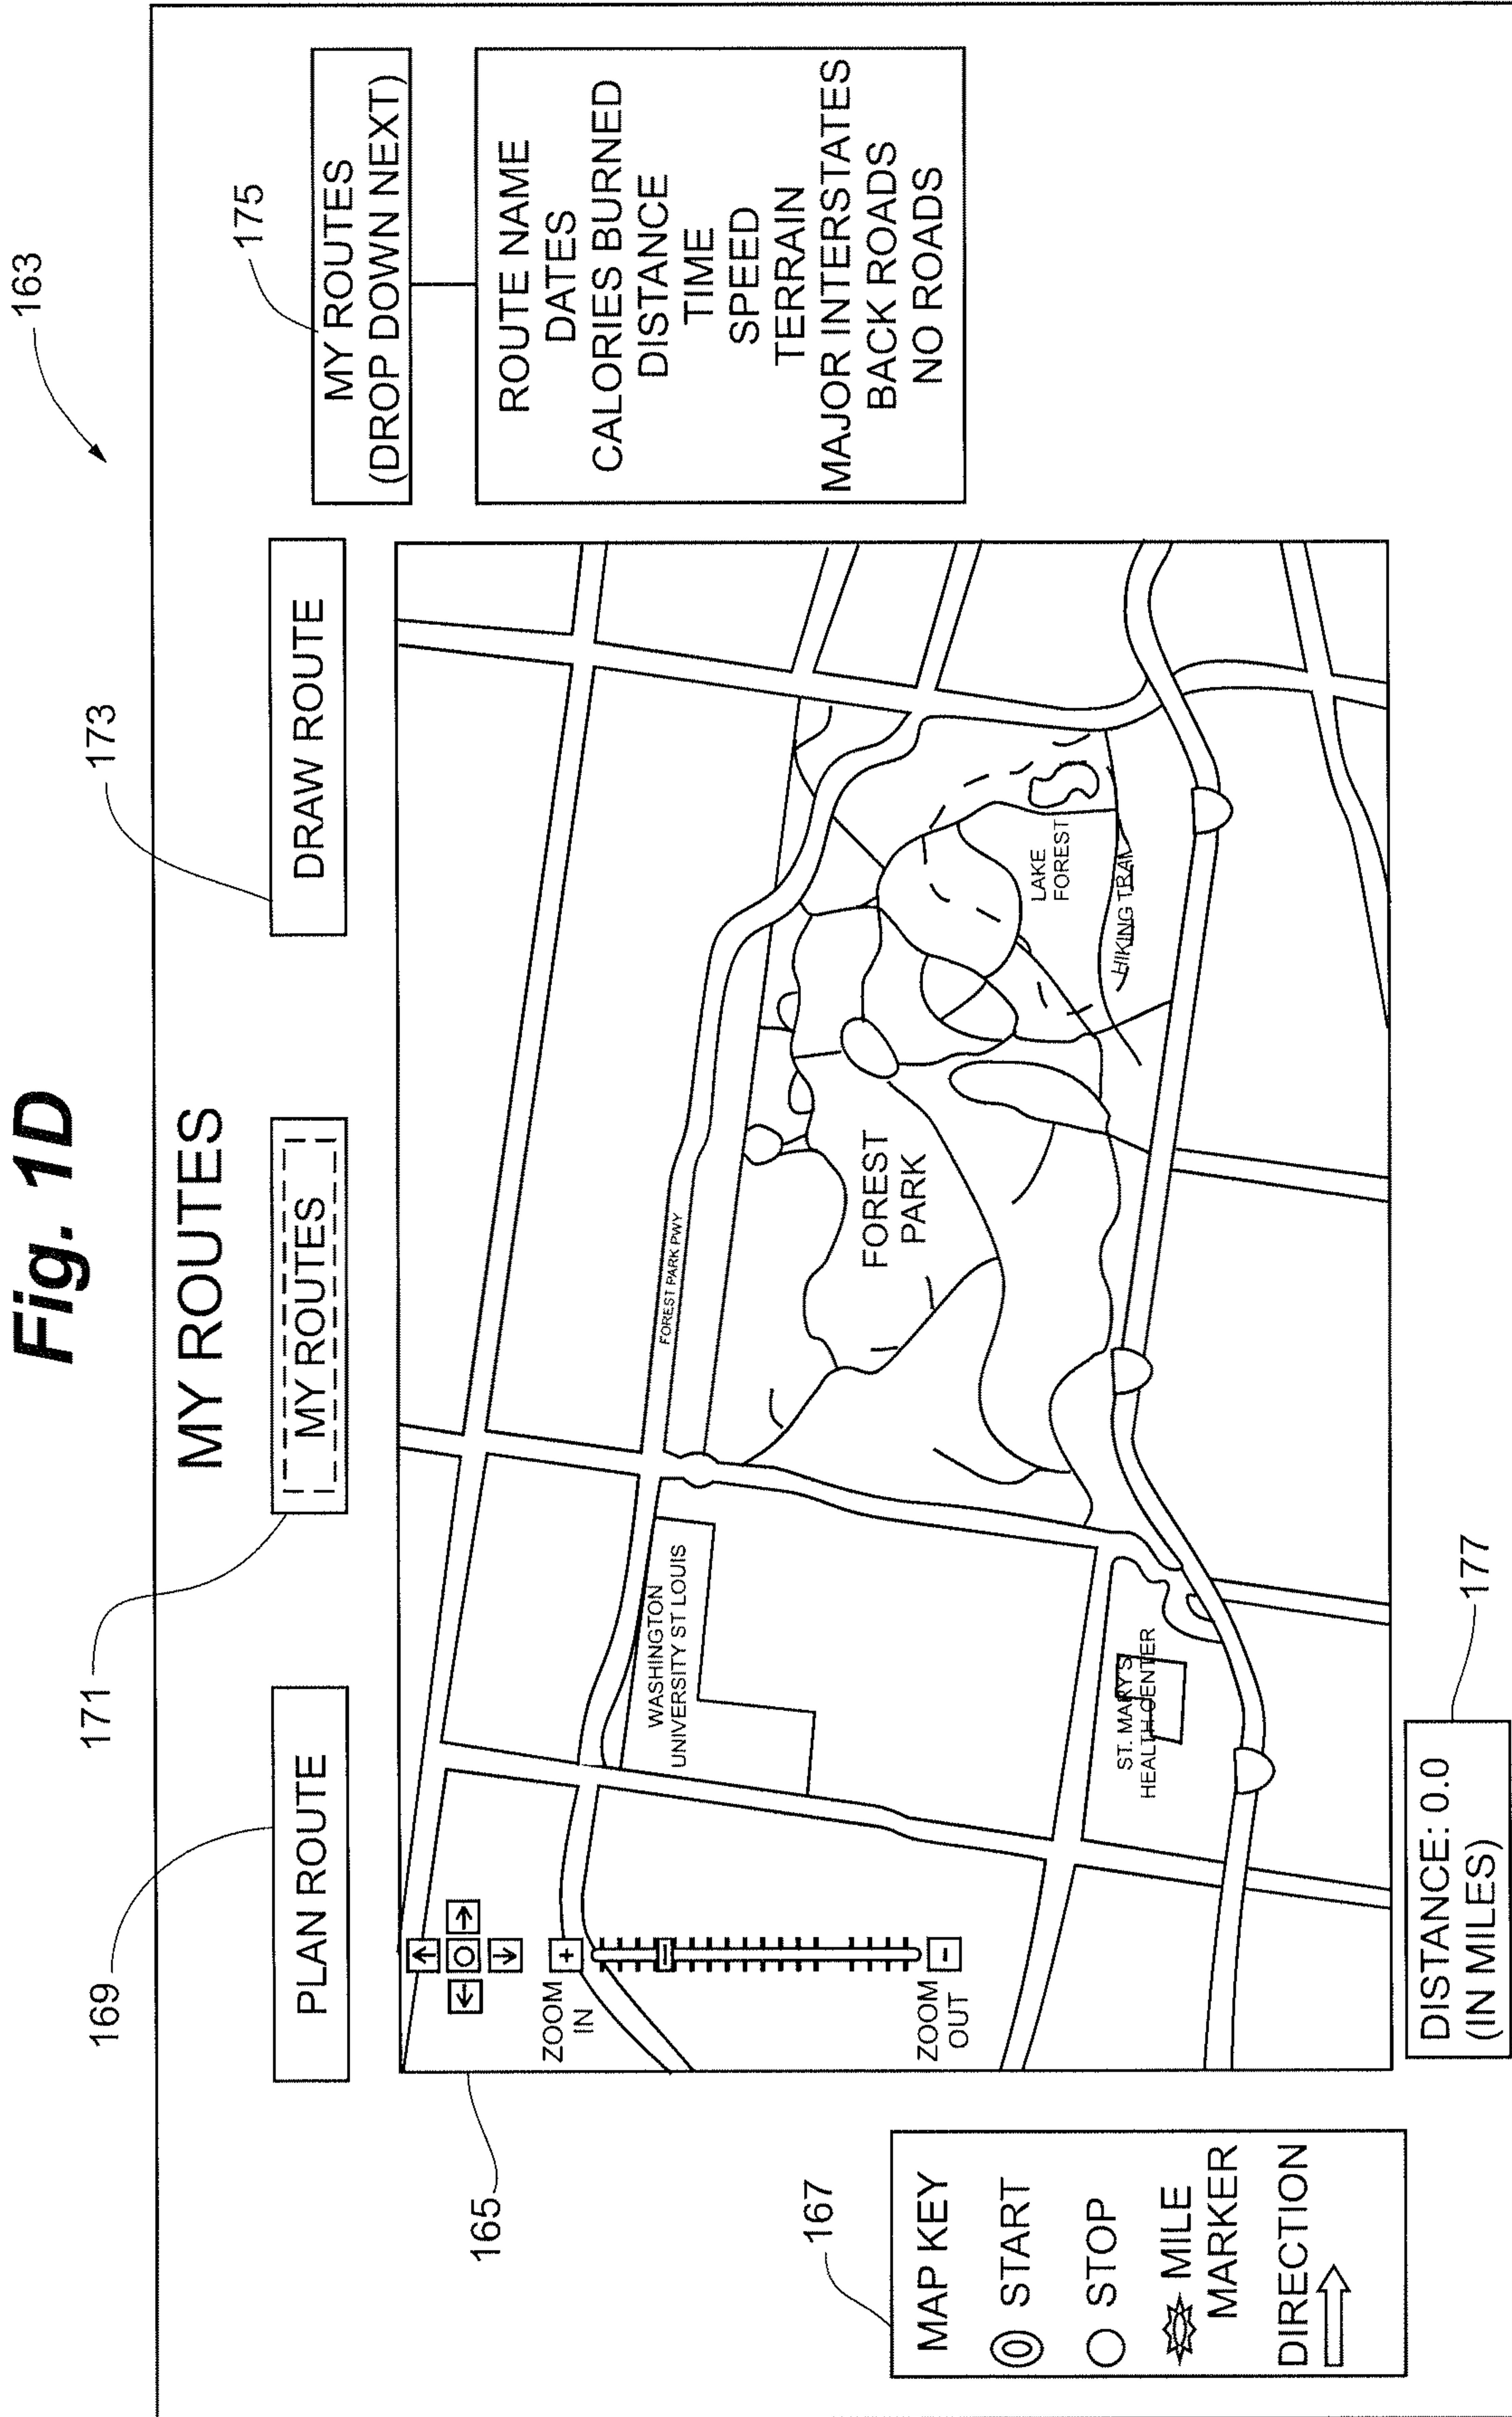 Fig. 1D
163
MY ROUTES
169
171
173
175
PLAN ROUTE
MY ROUTES
DRAW ROUTE
MY ROUTES
(DROP DOWN NEXT)
ROUTE NAME
DATES
CALORIES BURNED
DISTANCE
TIME
SPEED
TERRAIN
MAJOR INTERSTATES
BACK ROADS
NO ROADS
165
+
ZOOM
IN
-
ZOOM
OUT
FOREST PARK PWY
WASHINGTON
UNIVERSITY ST LOUIS
FOREST
PARK
LAKE
FOREST
HIKING TRAIL
ST. MARY'S
HEALTH CENTER
167
MAP KEY
START
STOP
MILE
MARKER
DIRECTION
DISTANCE: 0.0
(IN MILES)
177